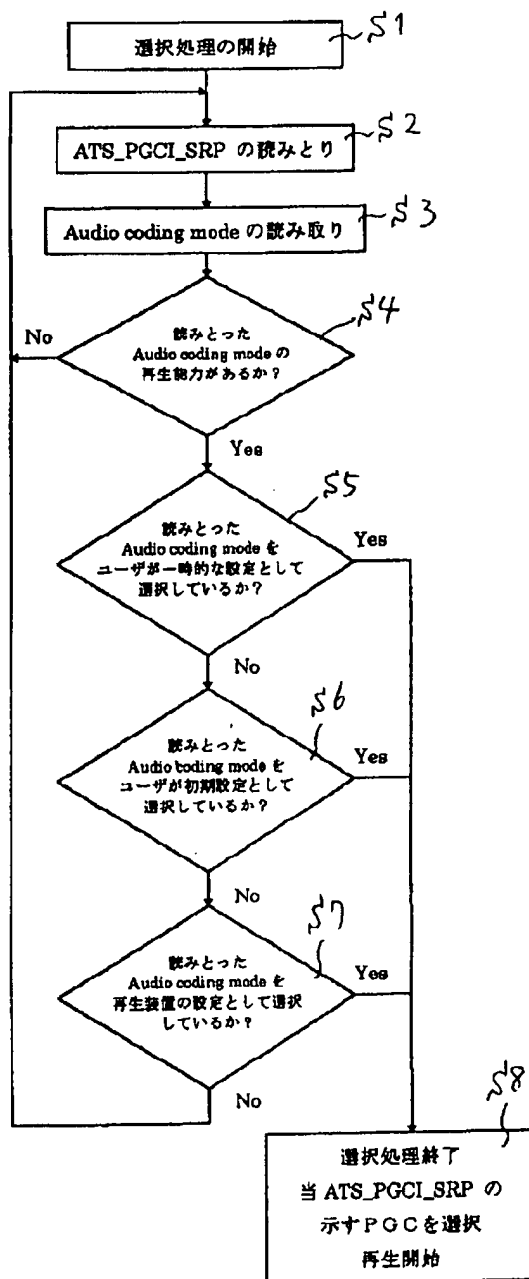 選択処理の開始
S1
ATS_PGCI_SRP の読みとり
S2
Audio coding mode の読み取り
S3
読みとった
Audio coding mode の
再生能力があるか？
S4
No
Yes
読みとった
Audio coding mode を
ユーザが一時的な設定として
選択しているか？
S5
Yes
No
読みとった
Audio coding mode を
ユーザが初期設定として
選択しているか？
S6
Yes
No
読みとった
Audio coding mode を
再生装置の設定として選択
しているか？
S7
Yes
No
S8
選択処理終了
当 ATS_PGCI_SRP の
示すＰＧＣを選択
再生開始